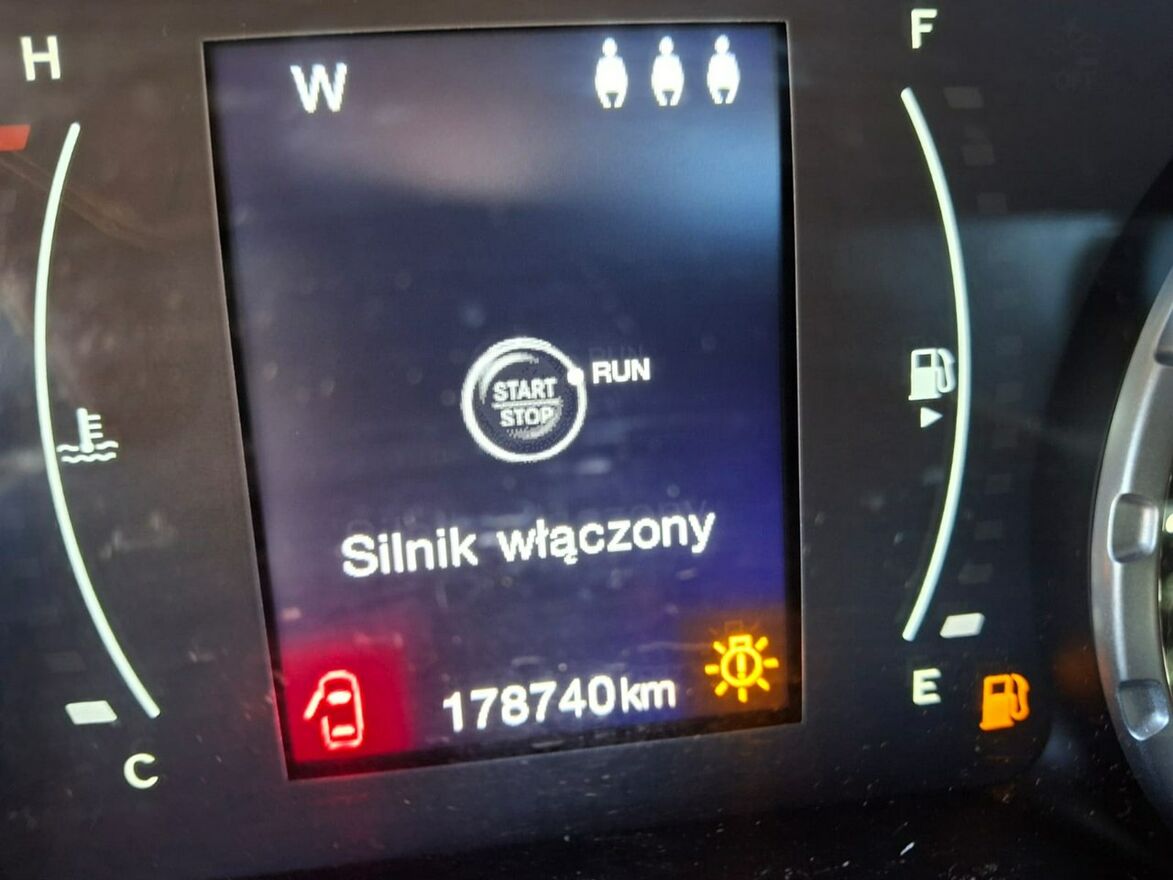 H
F
W
START
STOP
RUN
Silnik włączony
178740km
E
C